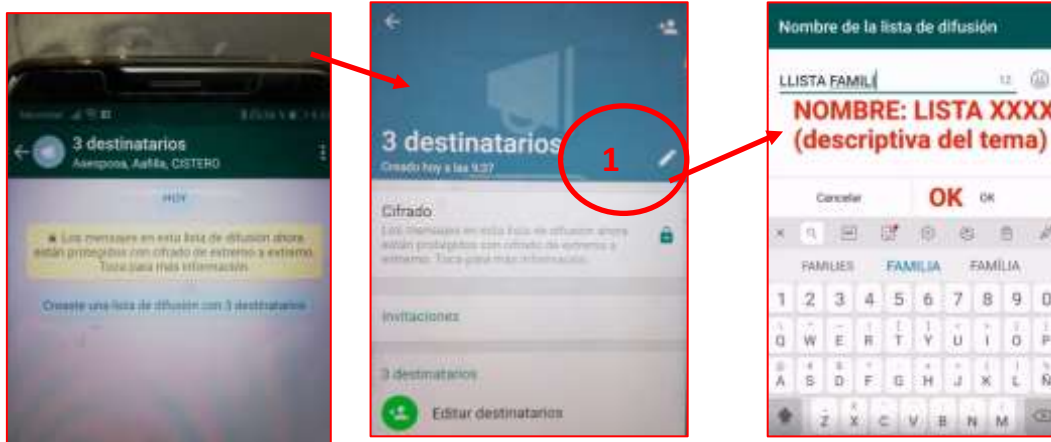 3 destinatarios
Aaesposa, Aafilla, CISTERO
HOY
Los mensajes en esta lista de difusión ahora
están protegidos con cifrado de extremo a extremo.
Toca para más información.
Creaste una lista de difusión con 3 destinatarios
3 destinatarios
Creado hoy a las 9:37
1
Cifrado
Los mensajes en esta lista de difusión ahora
están protegidos con cifrado de extremo a
extremo. Toca para más información.
Invitaciones
3 destinatarios
Editar destinatarios
Nombre de la lista de difusión
LLISTA FAMILI
12
NOMBRE: LISTA XXXX
(descriptiva del tema)
Cancelar OK OK
FAMILIES FAMILIA FAMÍLIA
1 2 3 4 5 6 7 8 9 0
Q W E R T Y U I O P
A S D F G H J K L Ñ
Z X C V B N M